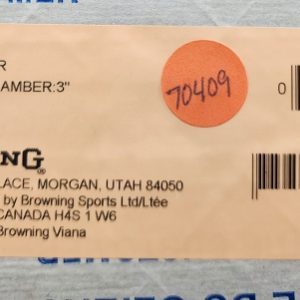 R
AMBER:3"
70409
0
NG®
LACE, MORGAN, UTAH 84050
by Browning Sports Ltd/Ltée
CANADA H4S 1 W6
Browning Viana